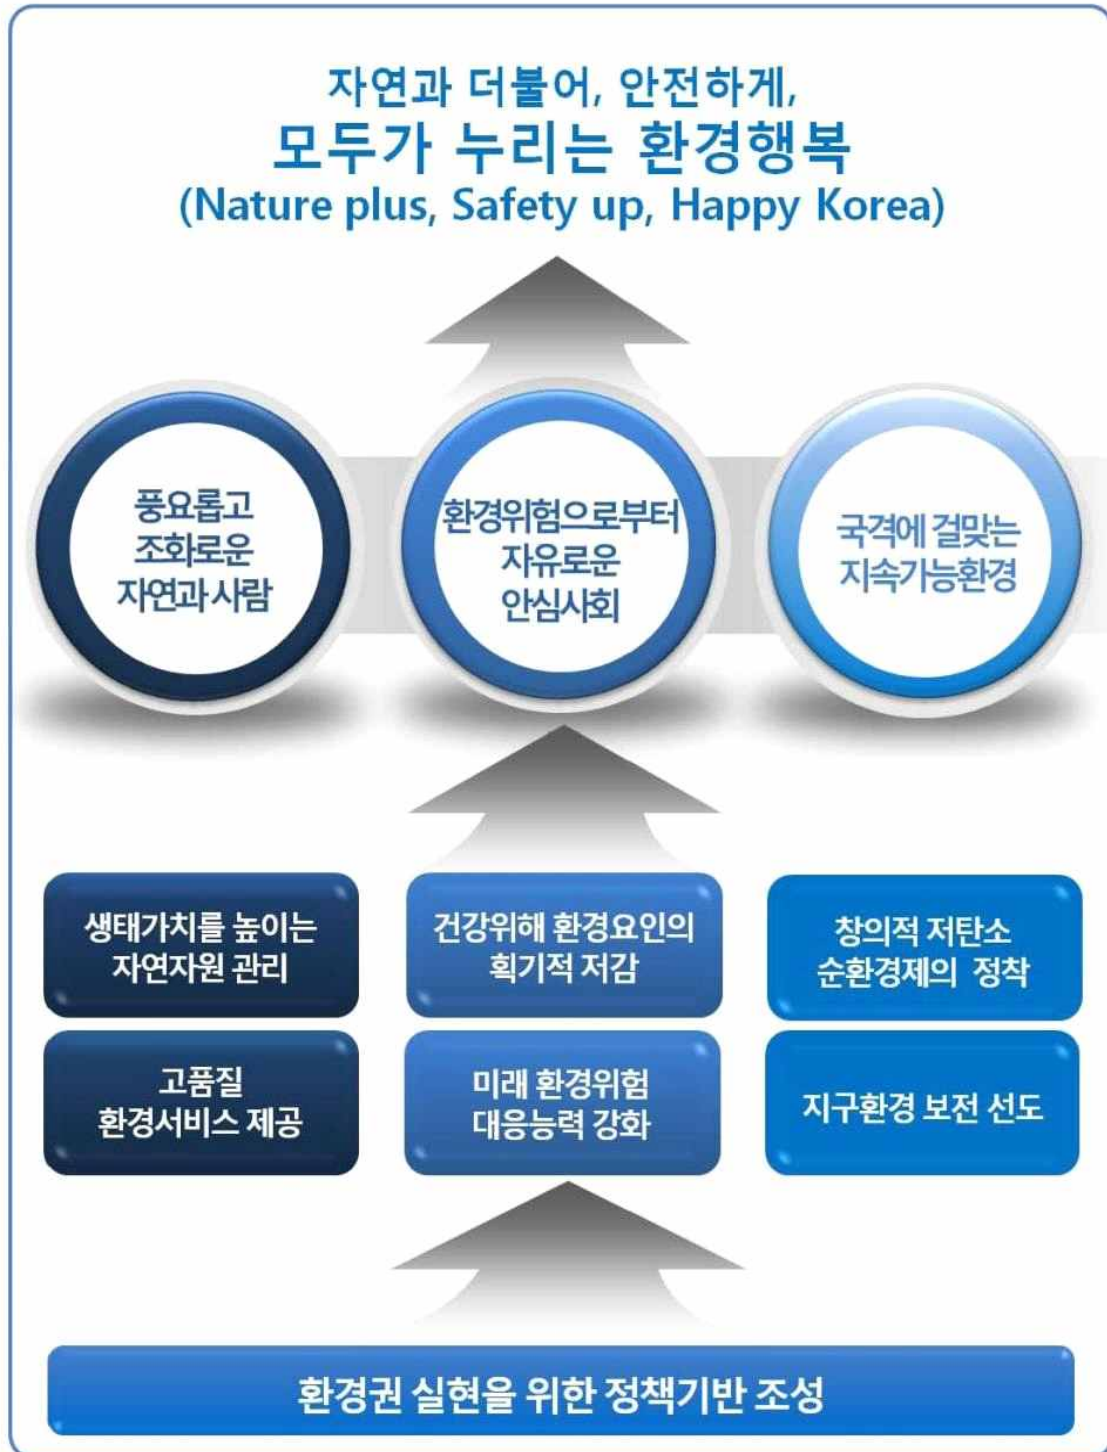 자연과 더불어, 안전하게,
모두가 누리는 환경행복
(Nature plus, Safety up, Happy Korea)
풍요롭고
조화로운
자연과 사람
환경위험으로부터
자유로운
안심사회
국격에 걸맞는
지속가능환경
생태가치를 높이는
자연자원 관리
건강위해 환경요인의
획기적 저감
창의적 저탄소
순환경제의 정착
고품질
환경서비스 제공
미래 환경위험
대응능력 강화
지구환경 보전 선도
환경권 실현을 위한 정책기반 조성